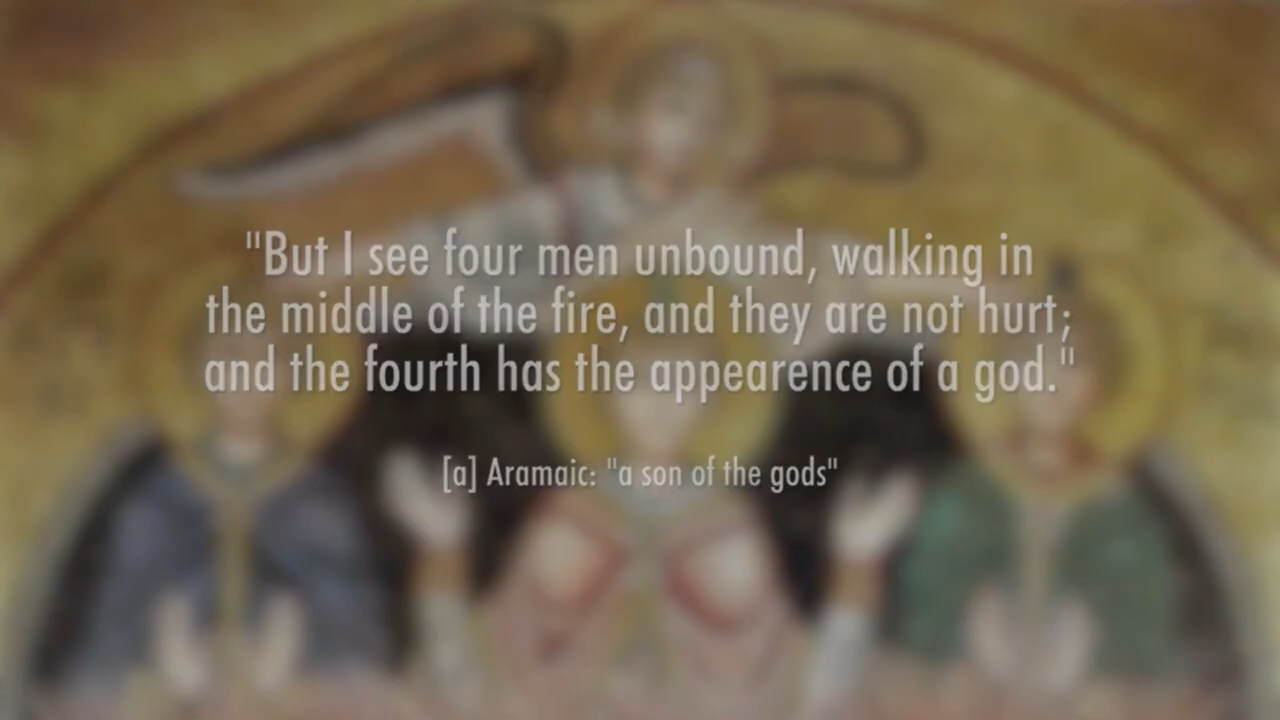 "But I see four men unbound, walking in
the middle of the fire, and they are not hurt;
and the fourth has the appearence of a god."
[a] Aramaic: "a son of the gods"